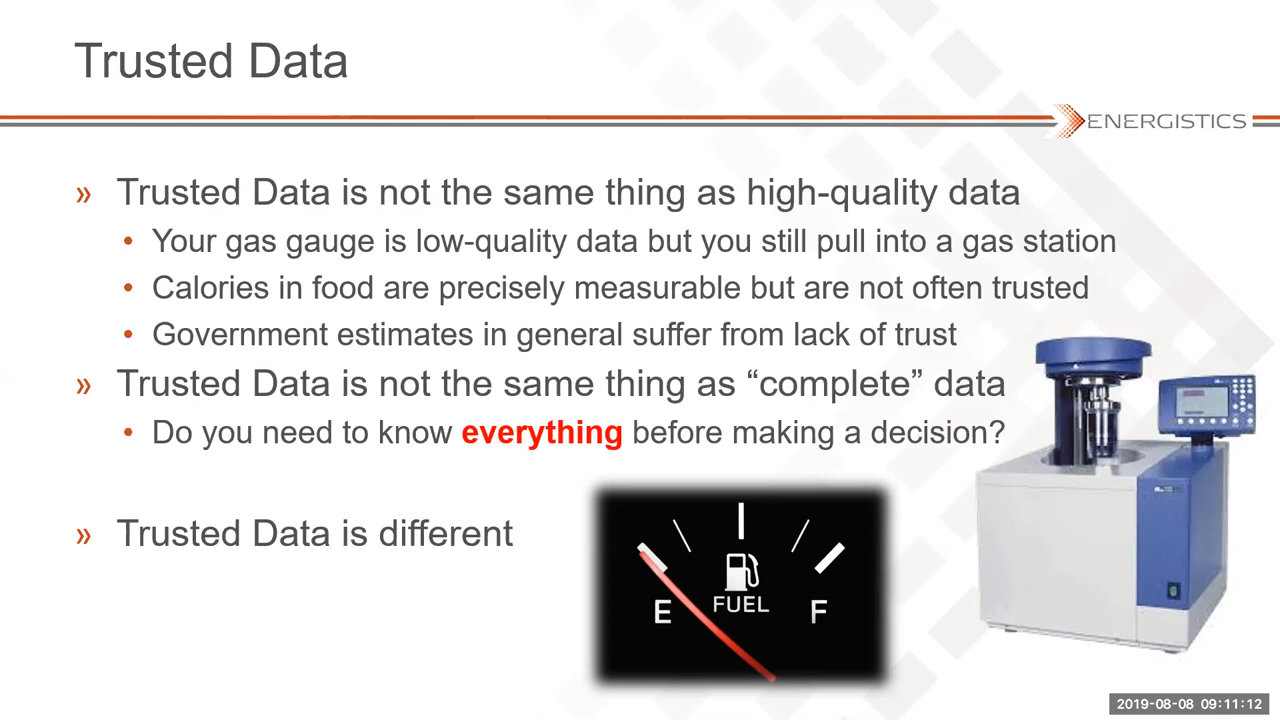 Trusted Data
ENERGISTICS
» Trusted Data is not the same thing as high-quality data
• Your gas gauge is low-quality data but you still pull into a gas station
• Calories in food are precisely measurable but are not often trusted
• Government estimates in general suffer from lack of trust
» Trusted Data is not the same thing as “complete” data
• Do you need to know everything before making a decision?
» Trusted Data is different
E
FUEL
F
2019-08-08 09:11:12